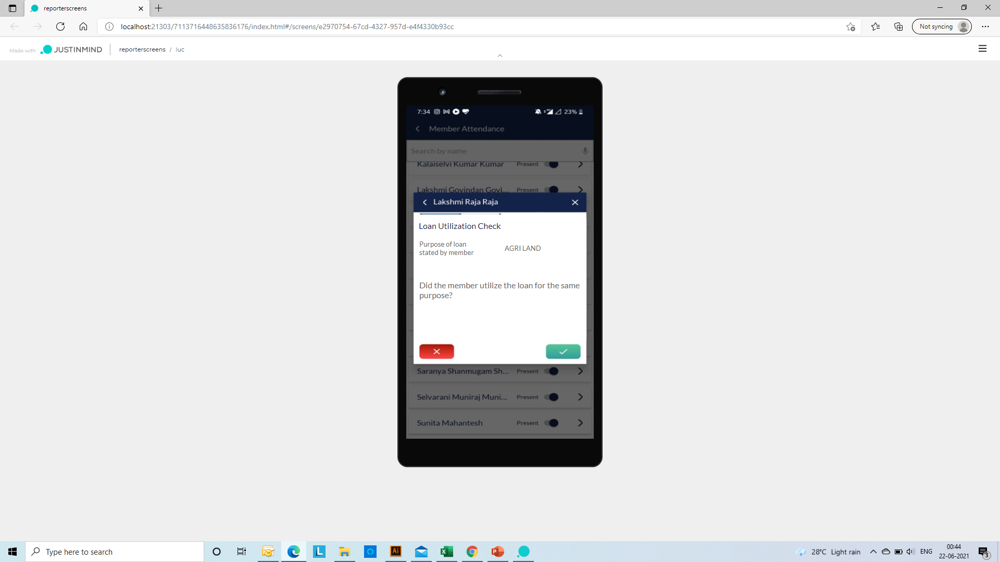 reporterscreens
localhost:21303/7113716448635836176/index.html#/screens/e2970754-67cd-4327-957d-e4f4330b93cc
Not syncing
Made with JUSTINMIND
reporterscreens / luc
7:34
23%
Member Attendance
Search by name
Kalaiselvi Kumar Kumar Present
Lakshmi Govindan Govi... Present
Lakshmi Raja Raja
Loan Utilization Check
Purpose of loan
stated by member
AGRI LAND
Did the member utilize the loan for the same
purpose?
Saranya Shanmugam Sh... Present
Selvarani Muniraj Muni... Present
Sunita Mahantesh Present
Type here to search
L
Ai
28°C Light rain
ENG
00:44
22-06-2021
3